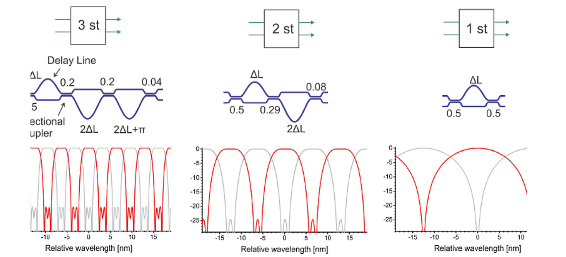 3 st
2 st
1 st
Delay Line
ΔL
0.2
0.2
0.04
5
ectional
upler
2ΔL
2ΔL+π
ΔL
0.08
0.5
0.29
2ΔL
ΔL
0.5
0.5
-10 -5 0 5 10 15
Relative wavelength [nm]
0
-5
-10
-15
-20
-25
-15 -10 -5 0 5 10 15
Relative wavelength [nm]
0
-5
-10
-15
-20
-25
-15 -10 -5 0 5 10
Relative wavelength [nm]